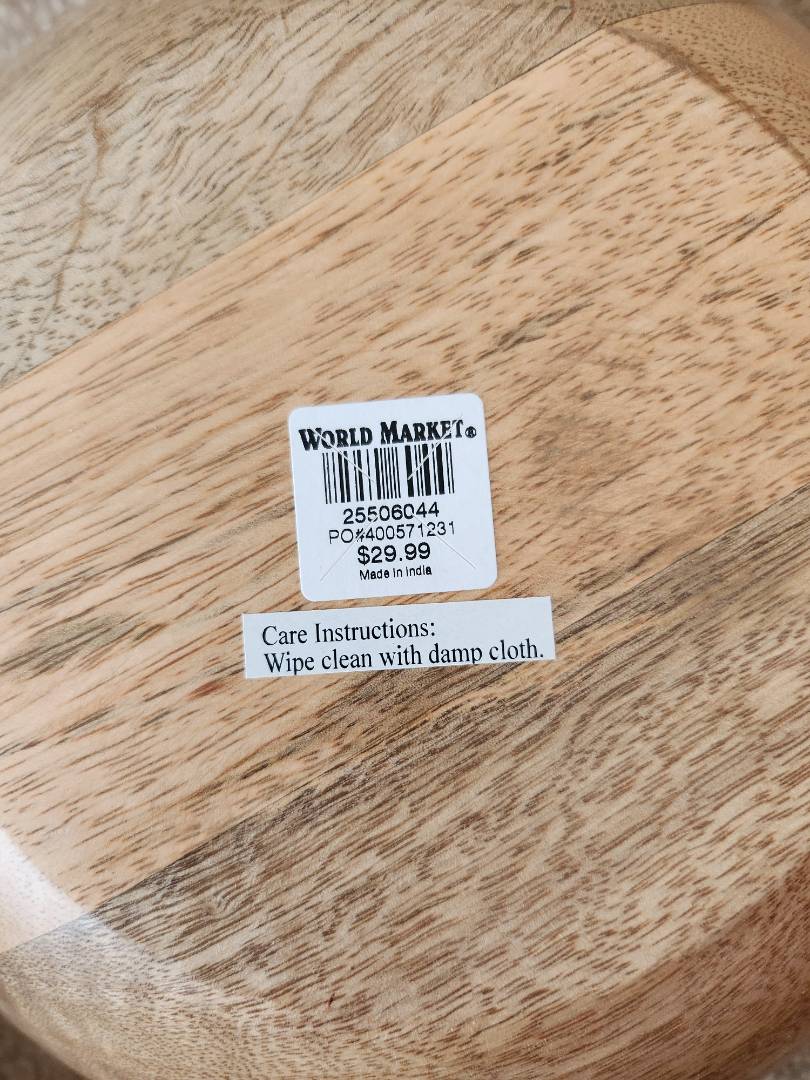 WORLD MARKET®
25506044
PO#400571231
$29.99
Made in India
Care Instructions:
Wipe clean with damp cloth.